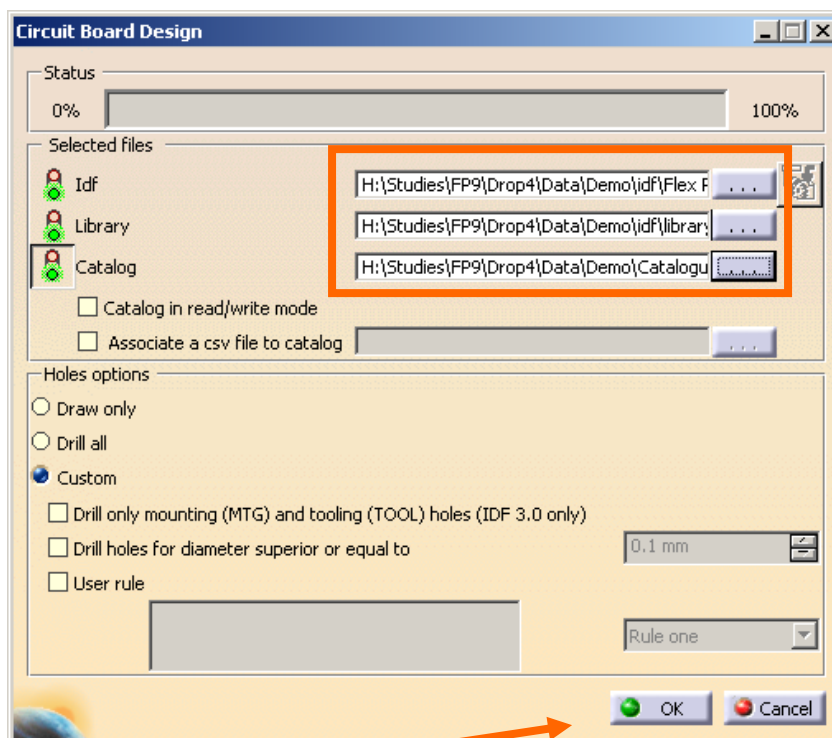 Circuit Board Design
Status
0% 100%
Selected files
Idf H:\Studies\FP9\Drop4\Data\Demo\idf\Flex F ...
Library H:\Studies\FP9\Drop4\Data\Demo\idf\library ...
Catalog H:\Studies\FP9\Drop4\Data\Demo\Catalogu ...
Catalog in read/write mode
Associate a csv file to catalog ...
Holes options
Draw only
Drill all
Custom
Drill only mounting (MTG) and tooling (TOOL) holes (IDF 3.0 only)
Drill holes for diameter superior or equal to 0.1 mm
User rule
Rule one
OK Cancel